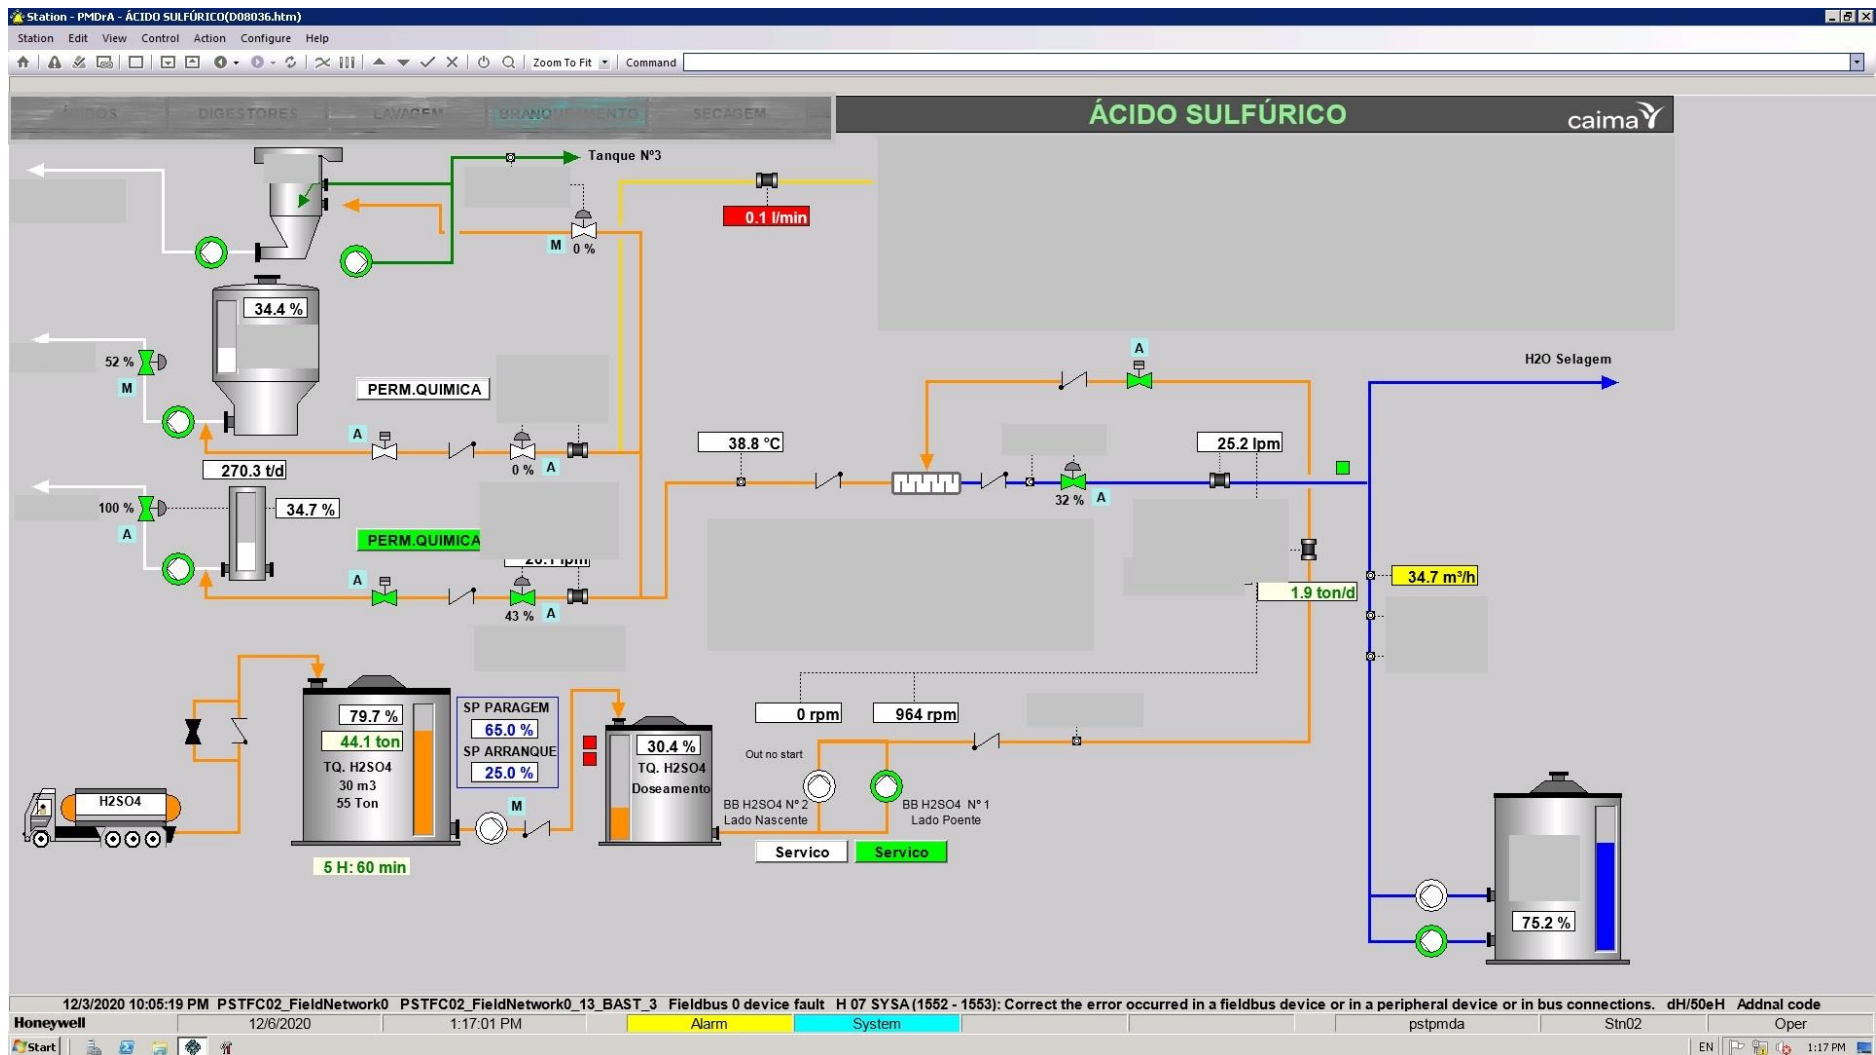 Station - PMDrA - ÁCIDO SULFÚRICO(D08036.htm)
Station Edit View Control Action Configure Help
Zoom To Fit Command
DIGESTORES LAVAGEM BRANQUEAMENTO SECAGEM
ÁCIDO SULFÚRICO
caima
Tanque Nº3
0.1 l/min
M 0 %
34.4 %
52 %
M
PERM.QUIMICA
A
0 % A
270.3 t/d
100 %
A
34.7 %
PERM.QUIMICA
A
43 % A
A
H2O Selagem
38.8 °C
25.2 lpm
32 % A
34.7 m³/h
1.9 ton/d
79.7 %
44.1 ton
TQ. H2SO4
30 m3
55 Ton
5 H: 60 min
H2SO4
SP PARAGEM
65.0 %
SP ARRANQUE
25.0 %
M
30.4 %
TQ. H2SO4
Doseamento
0 rpm
964 rpm
Out no start
BB H2SO4 Nº 2
Lado Nascente
BB H2SO4 Nº 1
Lado Poente
Servico
Servico
75.2 %
12/3/2020 10:05:19 PM PSTFC02_FieldNetwork0 PSTFC02_FieldNetwork0_13_BAST_3 Fieldbus 0 device fault H 07 SYSA (1552 - 1553): Correct the error occurred in a fieldbus device or in a peripheral device or in bus connections. dH/50eH Addnal code
Honeywell 12/6/2020 1:17:01 PM Alarm System pstpmda Stn02 Oper
Start EN 1:17 PM